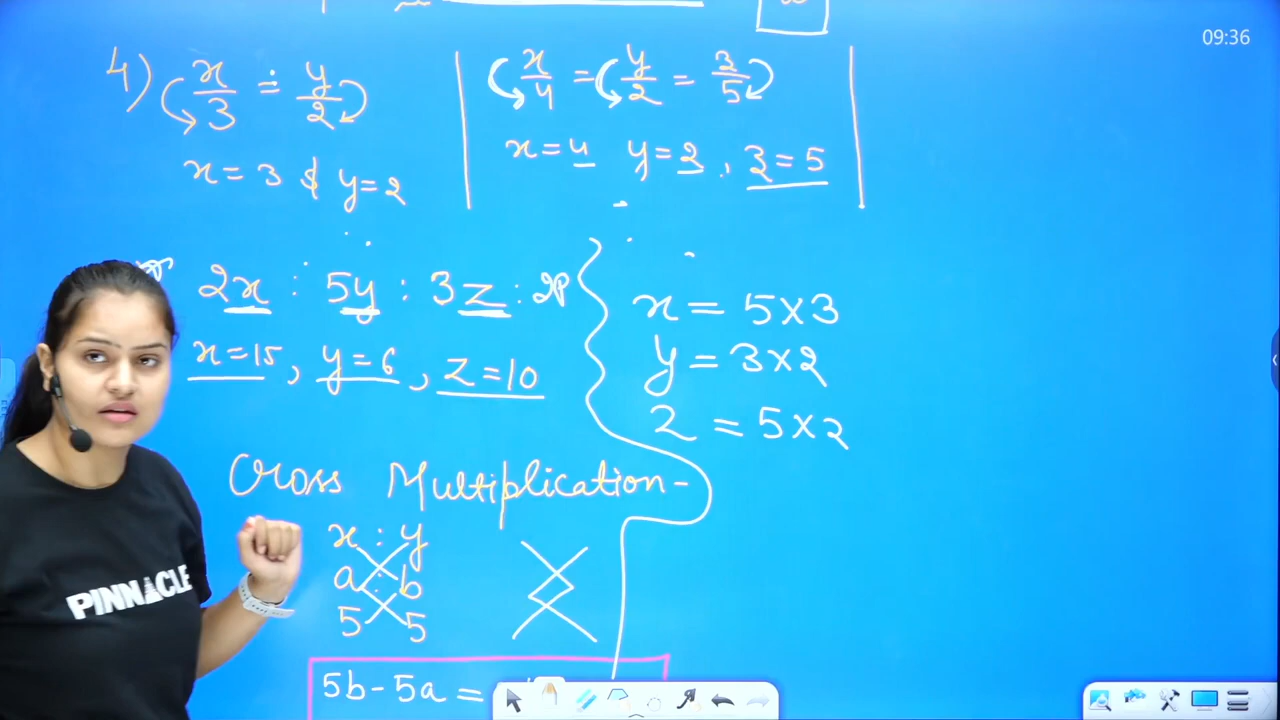 09:36
4) x/3 = y/2
x/4 = y/2 = z/5
x = 3 & y = 2
x = 4 y = 2, z = 5
2x : 5y : 3z :
x = 15, y = 6, z = 10
x = 5×3
y = 3×2
z = 5×2
Cross Multiplication-
x : y
a : b
5 5
5b - 5a =
PINNACLE